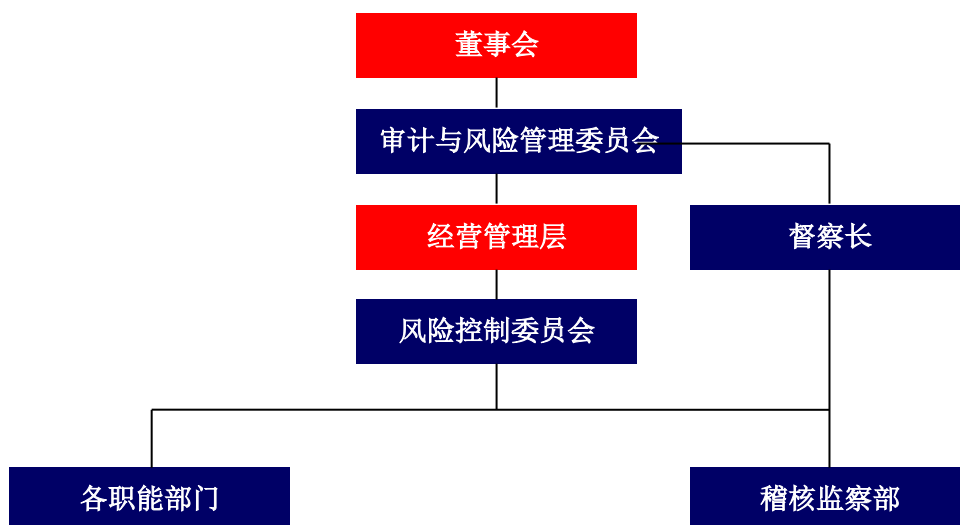 董事会
审计与风险管理委员会
经营管理层
督察长
风险控制委员会
各职能部门
稽核监察部